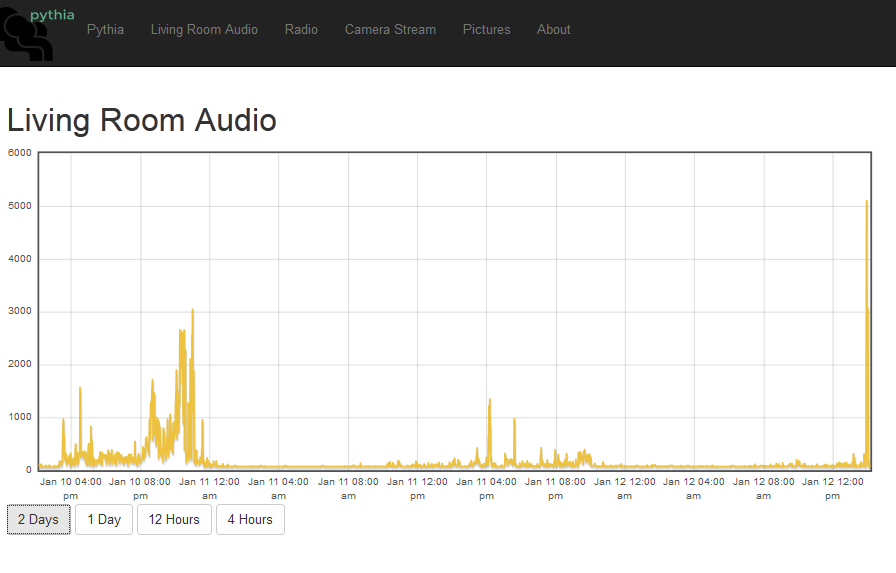 pythia
Pythia Living Room Audio Radio Camera Stream Pictures About
Living Room Audio
6000
5000
4000
3000
2000
1000
0
Jan 10 04:00 pm
Jan 10 08:00 pm
Jan 11 12:00 am
Jan 11 04:00 am
Jan 11 08:00 am
Jan 11 12:00 pm
Jan 11 04:00 pm
Jan 11 08:00 pm
Jan 12 12:00 am
Jan 12 04:00 am
Jan 12 08:00 am
Jan 12 12:00 pm
2 Days 1 Day 12 Hours 4 Hours